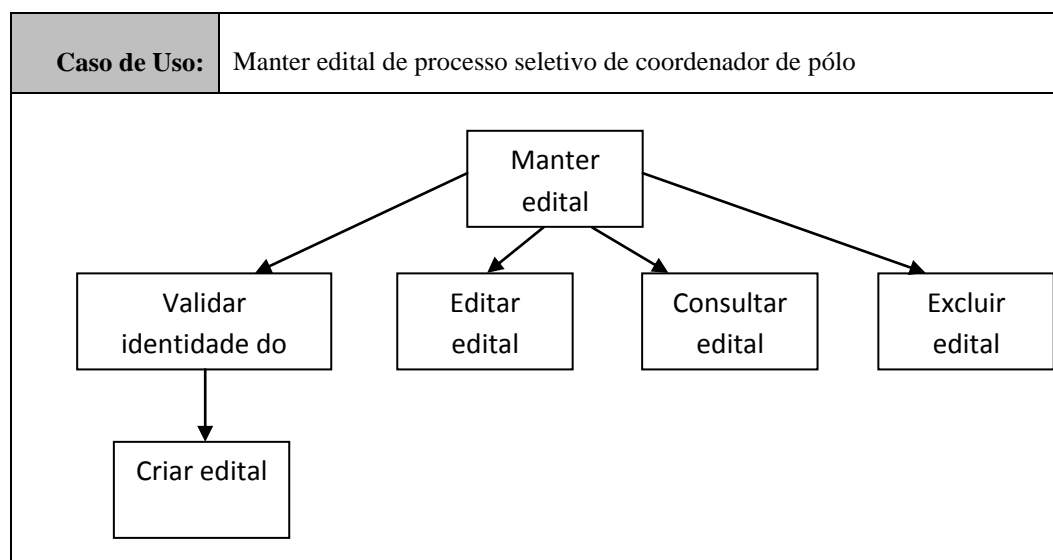 Caso de Uso: Manter edital de processo seletivo de coordenador de pólo
Manter
edital
Validar
identidade do
Editar
edital
Consultar
edital
Excluir
edital
Criar edital